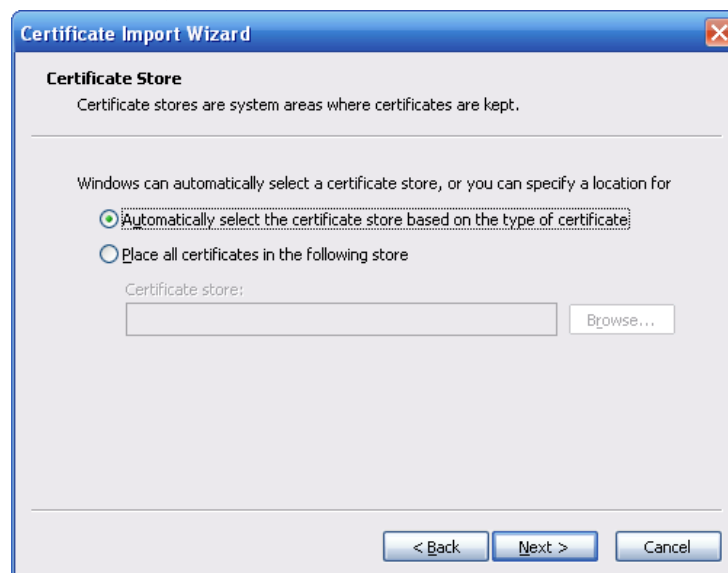 Certificate Import Wizard
Certificate Store
Certificate stores are system areas where certificates are kept.
Windows can automatically select a certificate store, or you can specify a location for
Automatically select the certificate store based on the type of certificate
Place all certificates in the following store
Certificate store:
Browse...
< Back Next > Cancel